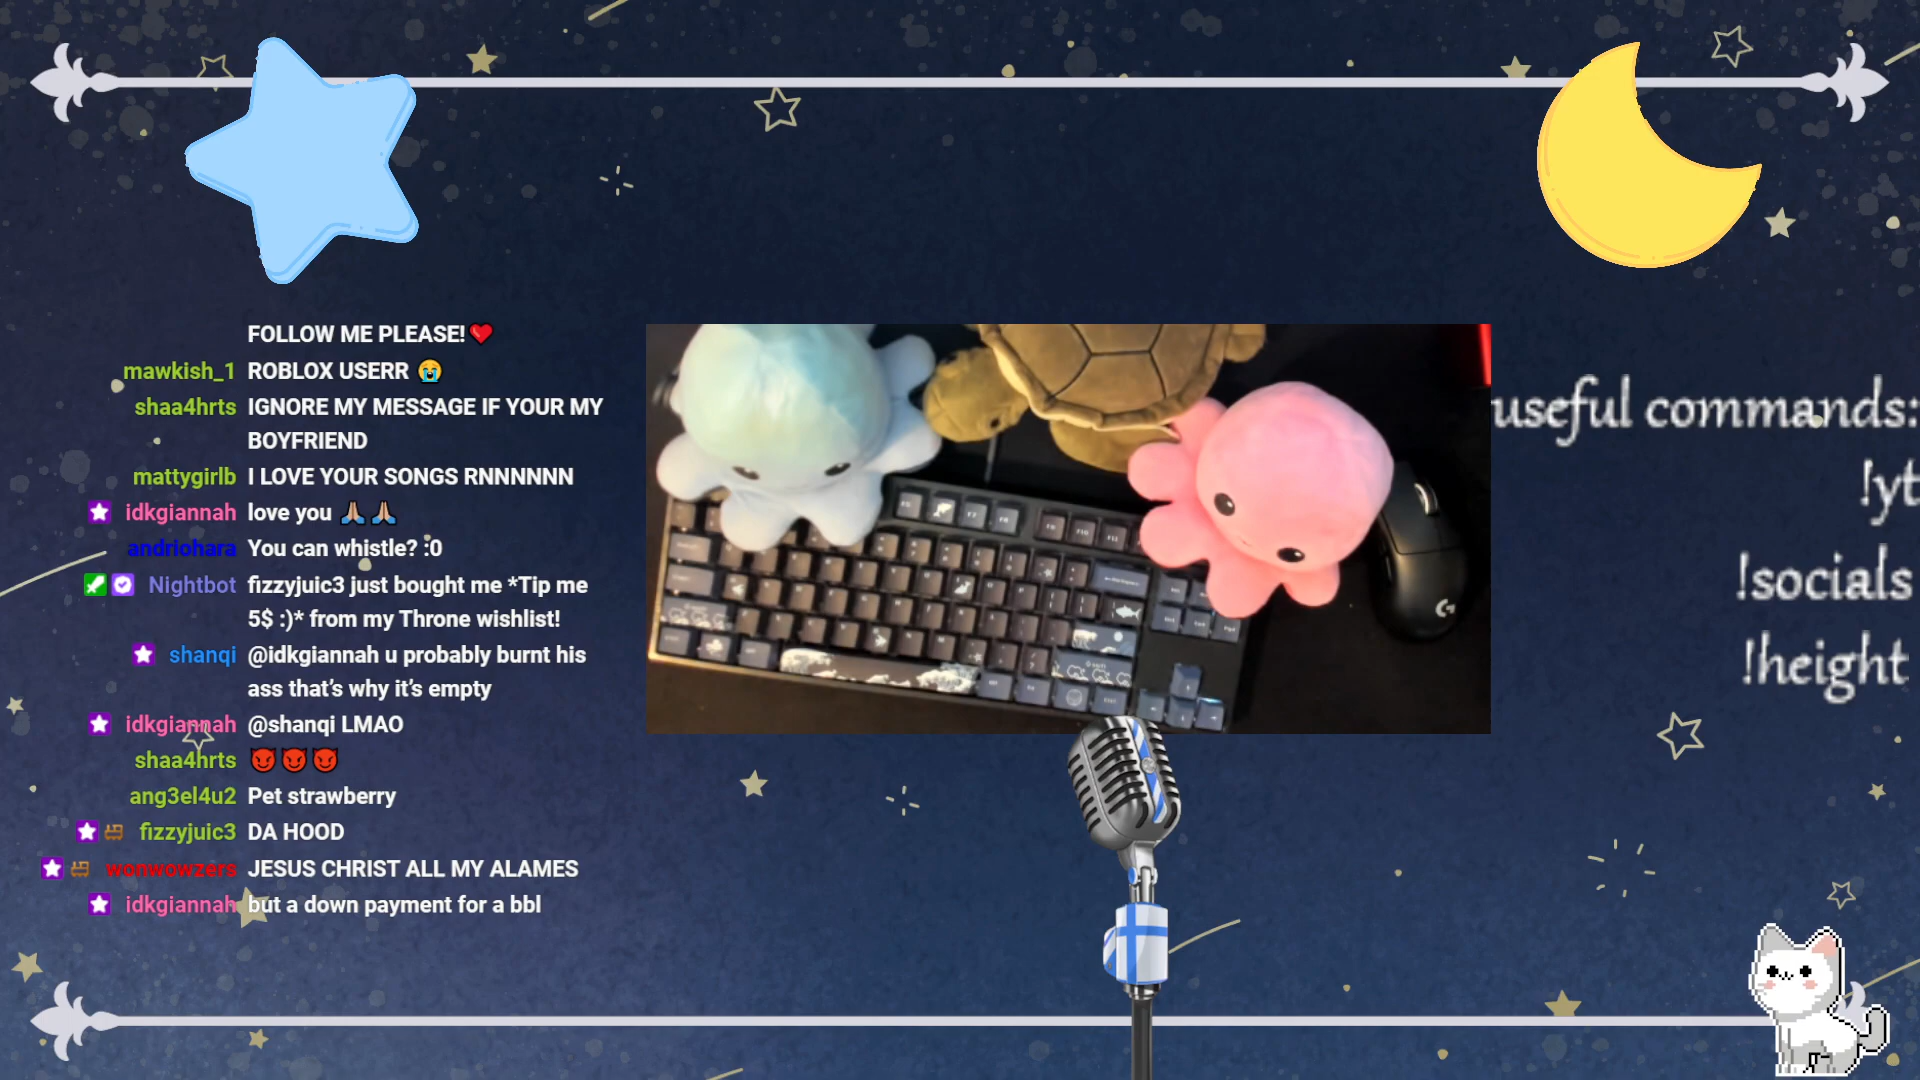 FOLLOW ME PLEASE!❤️
mawkish_1 ROBLOX USERR 😭
shaa4hrts IGNORE MY MESSAGE IF YOUR MY
BOYFRIEND
mattygirlb I LOVE YOUR SONGS RNNNNNN
idkgiannah love you 🙏🏼🙏🏼
andriohara You can whistle? :0
Nightbot fizzyjuic3 just bought me *Tip me
5$ :)* from my Throne wishlist!
shanqi @idkgiannah u probably burnt his
ass that’s why it’s empty
idkgiannah @shanqi LMAO
shaa4hrts 😈😈😈
ang3el4u2 Pet strawberry
fizzyjuic3 DA HOOD
wonwowzers JESUS CHRIST ALL MY ALAMES
idkgiannah but a down payment for a bbl
useful commands:
!yt
!socials
!height